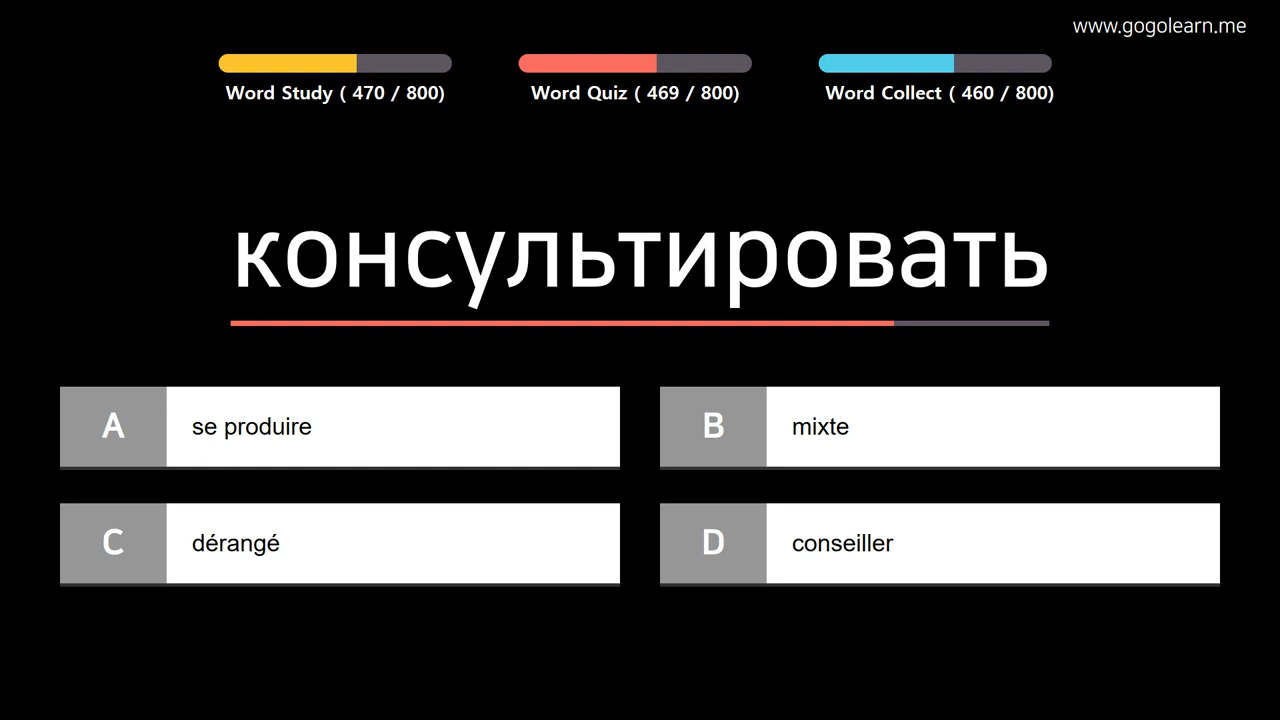 www.gogolearn.me
Word Study ( 470 / 800)
Word Quiz ( 469 / 800)
Word Collect ( 460 / 800)
консультировать
A
se produire
B
mixte
C
dérangé
D
conseiller